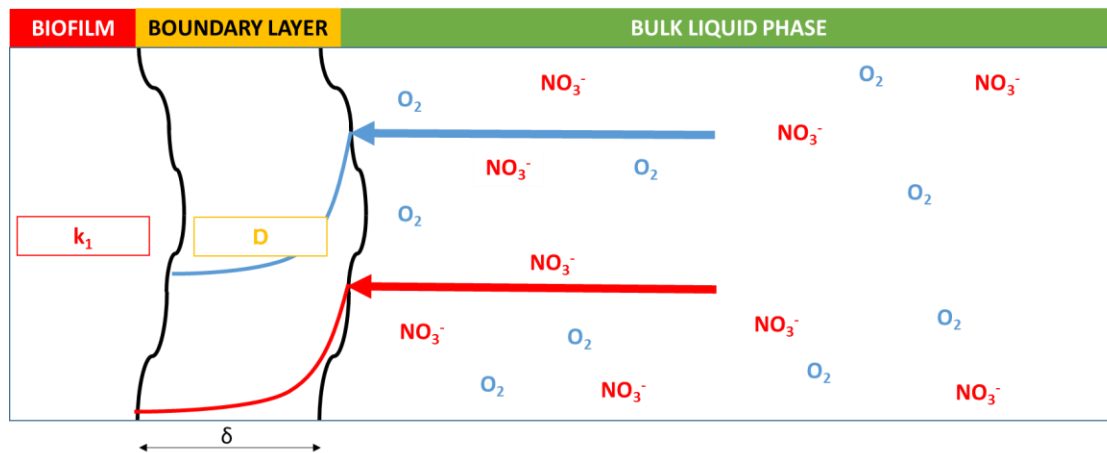 BIOFILM
BOUNDARY LAYER
BULK LIQUID PHASE
NO₃⁻
O₂
NO₃⁻
O₂
NO₃⁻
NO₃⁻
O₂
O₂
O₂
k₁
D
NO₃⁻
O₂
NO₃⁻
NO₃⁻
O₂
O₂
O₂
NO₃⁻
NO₃⁻
δ